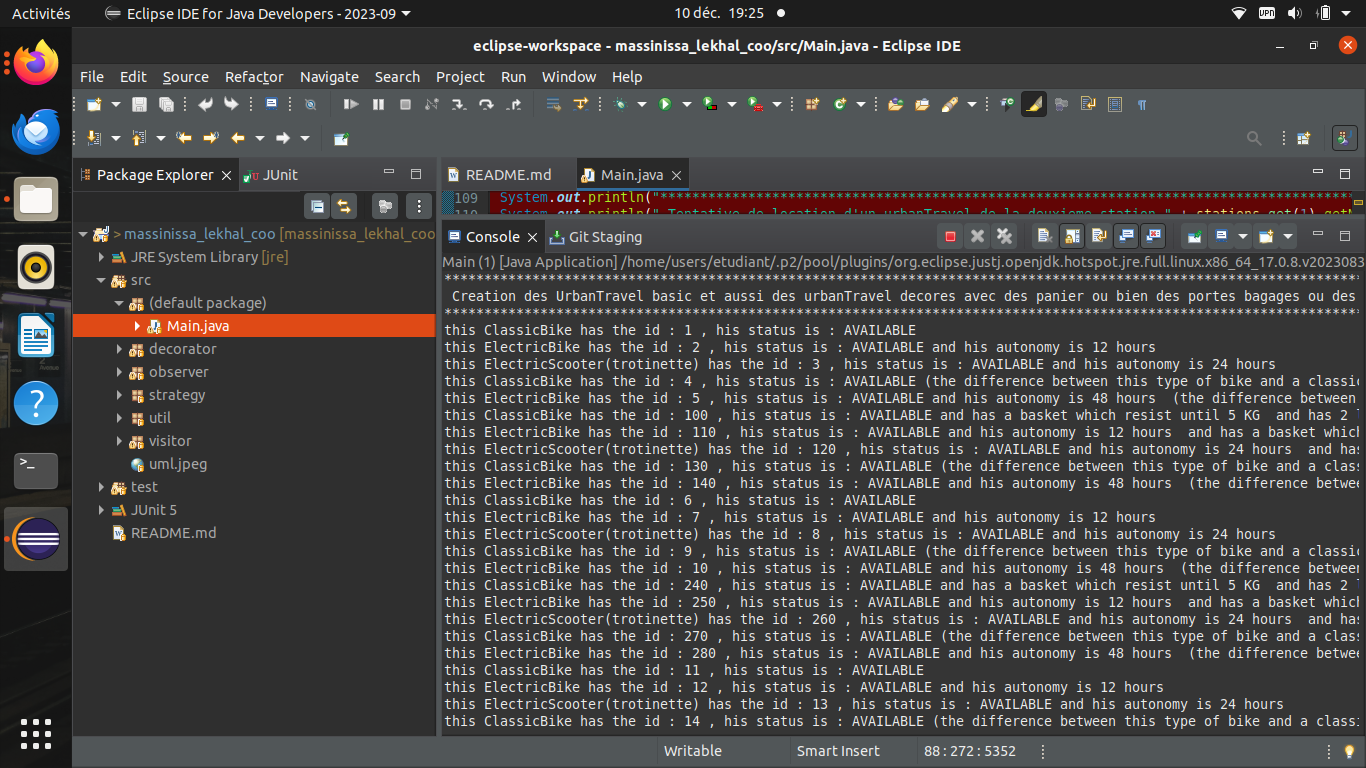 Activités
Eclipse IDE for Java Developers - 2023-09
10 déc. 19:25
VPN
eclipse-workspace - massinissa_lekhal_coo/src/Main.java - Eclipse IDE
File Edit Source Refactor Navigate Search Project Run Window Help
Package Explorer
JUnit
> massinissa_lekhal_coo [massinissa_lekhal_coo
JRE System Library [jre]
src
(default package)
Main.java
decorator
observer
strategy
util
visitor
uml.jpeg
test
JUnit 5
README.md
README.md
Main.java
109 System.out.println("**********************************************************************************
110 System.out.println(" Tentative de location d'un urbanTravel de la deuxieme station " + stations.get(1).get
Console
Git Staging
Main (1) [Java Application] /home/users/etudiant/.p2/pool/plugins/org.eclipse.justj.openjdk.hotspot.jre.full.linux.x86_64_17.0.8.v2023083
**************************************************************************************************************
Creation des UrbanTravel basic et aussi des urbanTravel decores avec des panier ou bien des portes bagages ou des
**************************************************************************************************************
this ClassicBike has the id : 1 , his status is : AVAILABLE
this ElectricBike has the id : 2 , his status is : AVAILABLE and his autonomy is 12 hours
this ElectricScooter(trotinette) has the id : 3 , his status is : AVAILABLE and his autonomy is 24 hours
this ClassicBike has the id : 4 , his status is : AVAILABLE (the difference between this type of bike and a classic
this ElectricBike has the id : 5 , his status is : AVAILABLE and his autonomy is 48 hours  (the difference between
this ClassicBike has the id : 100 , his status is : AVAILABLE and has a basket which resist until 5 KG  and has 2
this ElectricBike has the id : 110 , his status is : AVAILABLE and his autonomy is 12 hours  and has a basket which
this ElectricScooter(trotinette) has the id : 120 , his status is : AVAILABLE and his autonomy is 24 hours  and has
this ClassicBike has the id : 130 , his status is : AVAILABLE (the difference between this type of bike and a class
this ElectricBike has the id : 140 , his status is : AVAILABLE and his autonomy is 48 hours  (the difference betwee
this ClassicBike has the id : 6 , his status is : AVAILABLE
this ElectricBike has the id : 7 , his status is : AVAILABLE and his autonomy is 12 hours
this ElectricScooter(trotinette) has the id : 8 , his status is : AVAILABLE and his autonomy is 24 hours
this ClassicBike has the id : 9 , his status is : AVAILABLE (the difference between this type of bike and a classic
this ElectricBike has the id : 10 , his status is : AVAILABLE and his autonomy is 48 hours  (the difference between
this ClassicBike has the id : 240 , his status is : AVAILABLE and has a basket which resist until 5 KG  and has 2
this ElectricBike has the id : 250 , his status is : AVAILABLE and his autonomy is 12 hours  and has a basket which
this ElectricScooter(trotinette) has the id : 260 , his status is : AVAILABLE and his autonomy is 24 hours  and has
this ClassicBike has the id : 270 , his status is : AVAILABLE (the difference between this type of bike and a class
this ElectricBike has the id : 280 , his status is : AVAILABLE and his autonomy is 48 hours  (the difference betwee
this ClassicBike has the id : 11 , his status is : AVAILABLE
this ElectricBike has the id : 12 , his status is : AVAILABLE and his autonomy is 12 hours
this ElectricScooter(trotinette) has the id : 13 , his status is : AVAILABLE and his autonomy is 24 hours
this ClassicBike has the id : 14 , his status is : AVAILABLE (the difference between this type of bike and a classi
Writable
Smart Insert
88 : 272 : 5352